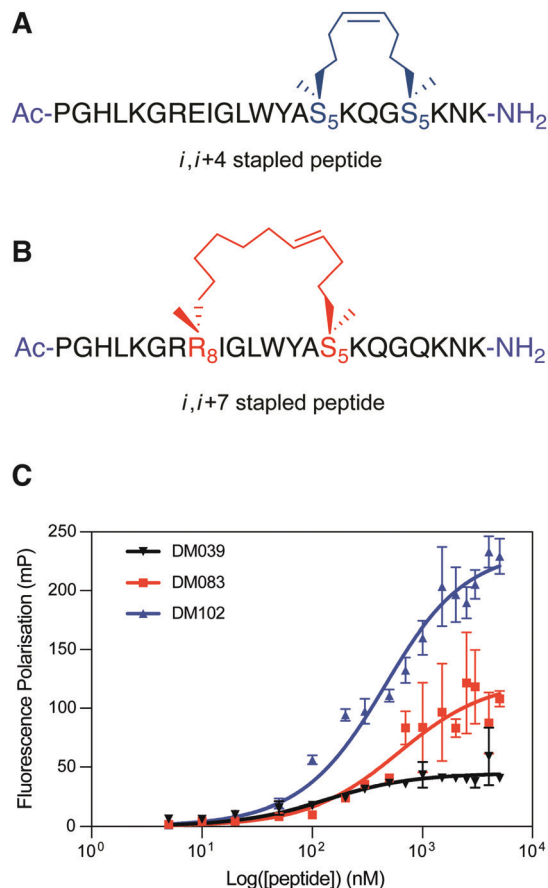 A
Ac-PGHLKGREIGLWYAS5KQGS5KNK-NH2
i,i+4 stapled peptide
B
Ac-PGHLKGRR8IGLWYAS5KQGQKNK-NH2
i,i+7 stapled peptide
C
Fluorescence Polarisation (mP)
250
200
150
100
50
0
DM039
DM083
DM102
10^0 10^1 10^2 10^3 10^4
Log([peptide]) (nM)